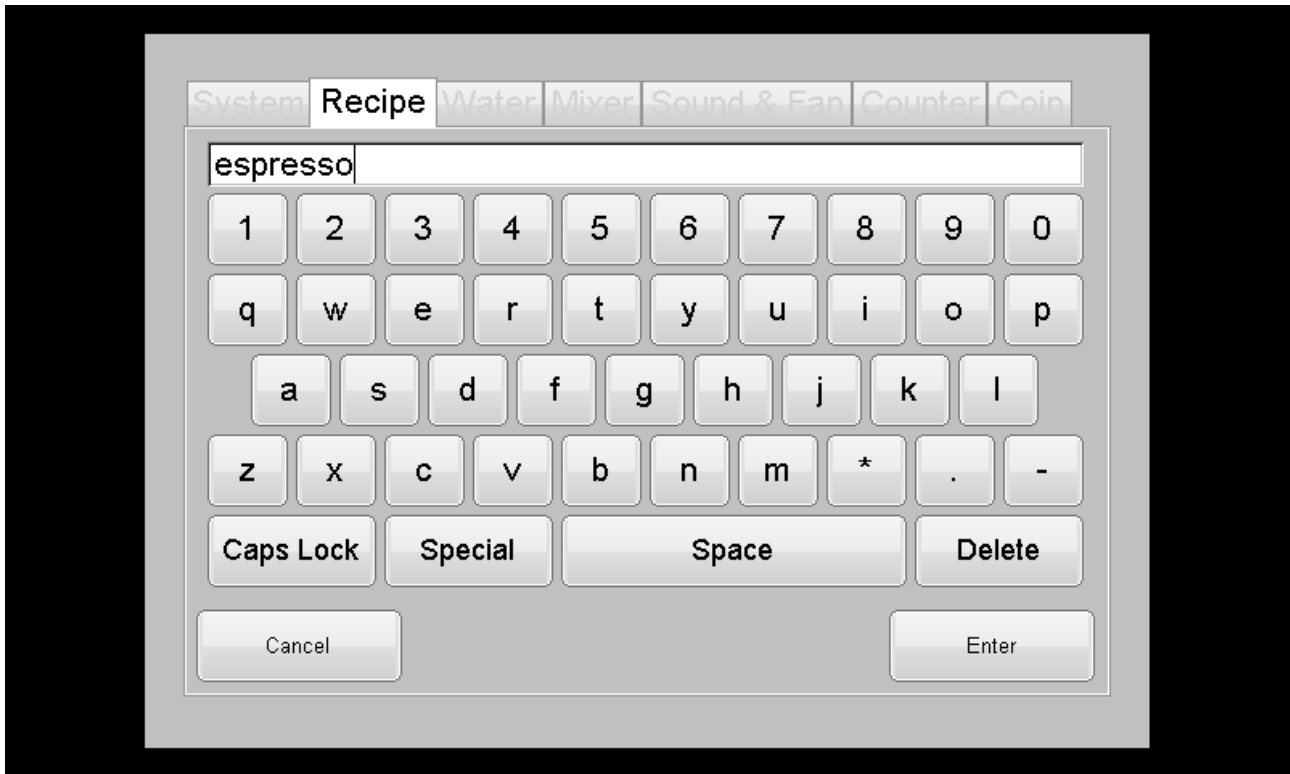 System Recipe Water Mixer Sound & Fan Counter Coin
espresso
1 2 3 4 5 6 7 8 9 0
q w e r t y u i o p
a s d f g h j k l
z x c v b n m * . -
Caps Lock Special Space Delete
Cancel Enter